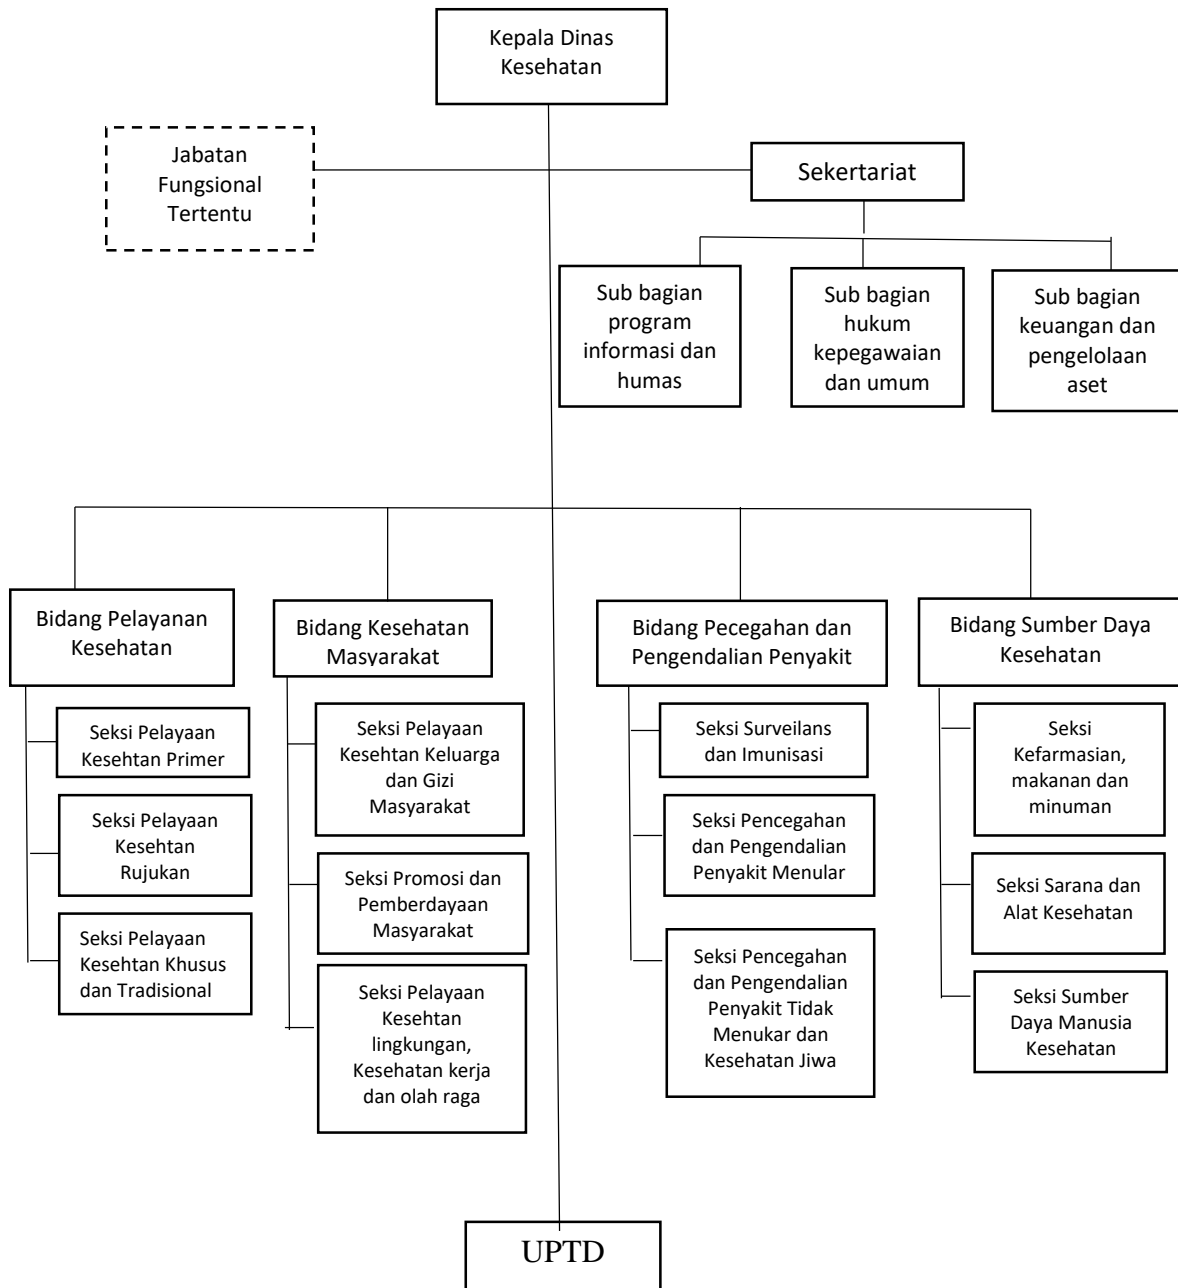 Kepala Dinas
Kesehatan
Jabatan
Fungsional
Tertentu
Sekertariat
Sub bagian
program
informasi dan
humas
Sub bagian
hukum
kepegawaian
dan umum
Sub bagian
keuangan dan
pengelolaan
aset
Bidang Pelayanan
Kesehatan
Seksi Pelayaan
Kesehtan Primer
Seksi Pelayaan
Kesehtan
Rujukan
Seksi Pelayaan
Kesehtan Khusus
dan Tradisional
Bidang Kesehatan
Masyarakat
Seksi Pelayaan
Kesehtan Keluarga
dan Gizi
Masyarakat
Seksi Promosi dan
Pemberdayaan
Masyarakat
Seksi Pelayaan
Kesehtan
lingkungan,
Kesehatan kerja
dan olah raga
Bidang Pecegahan dan
Pengendalian Penyakit
Seksi Surveilans
dan Imunisasi
Seksi Pencegahan
dan Pengendalian
Penyakit Menular
Seksi Pencegahan
dan Pengendalian
Penyakit Tidak
Menukar dan
Kesehatan Jiwa
Bidang Sumber Daya
Kesehatan
Seksi
Kefarmasian,
makanan dan
minuman
Seksi Sarana dan
Alat Kesehatan
Seksi Sumber
Daya Manusia
Kesehatan
UPTD